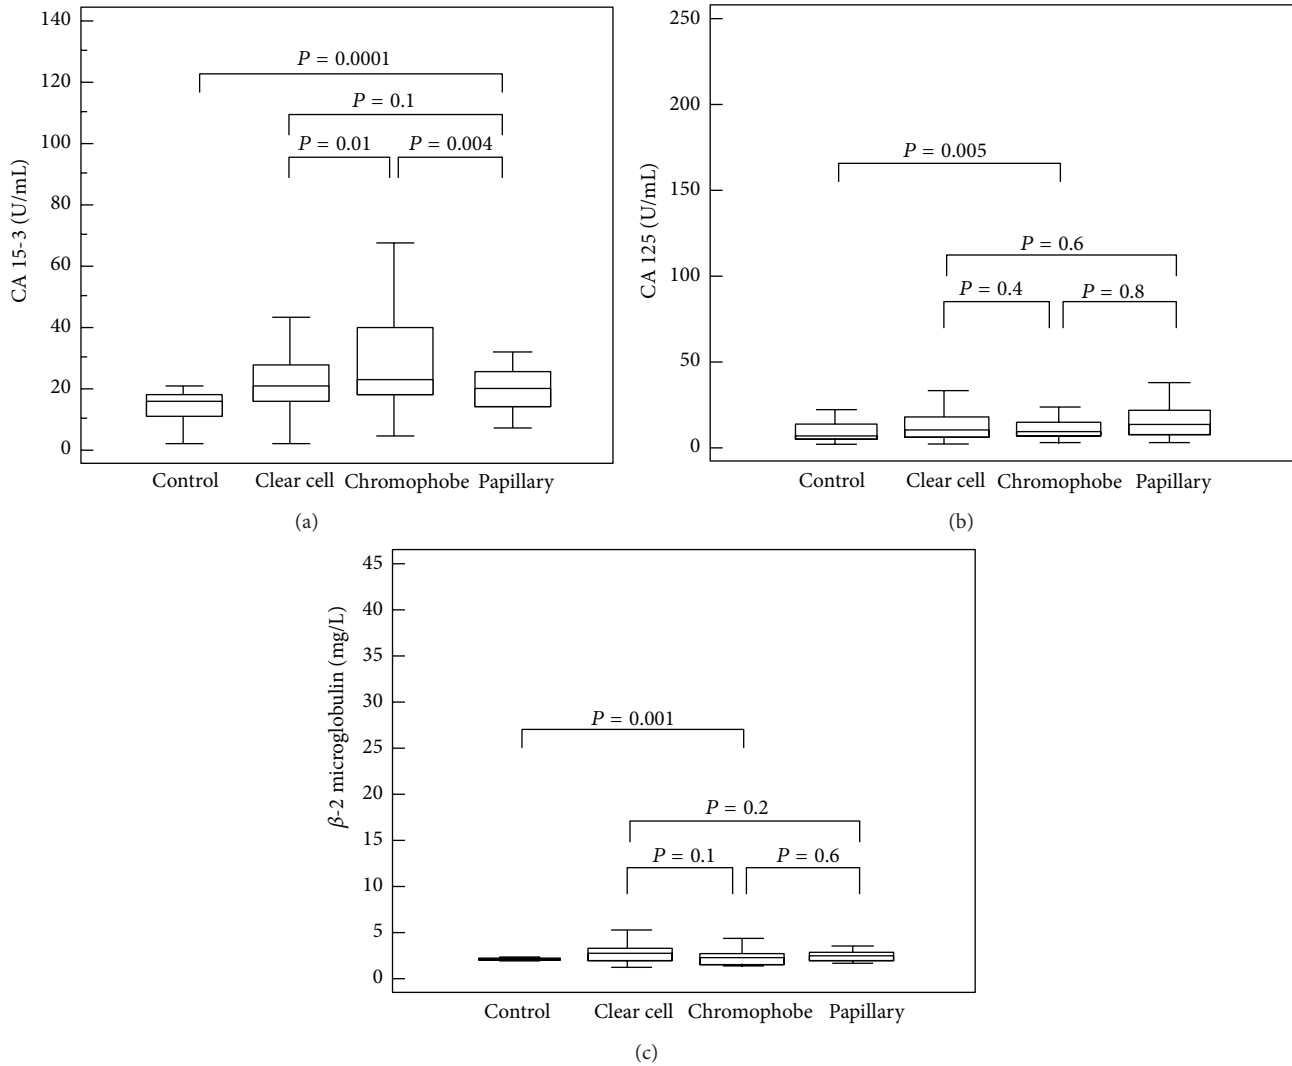 140
120
100
80
60
40
20
0
CA 15-3 (U/mL)
P = 0.0001
P = 0.1
P = 0.01
P = 0.004
Control
Clear cell
Chromophobe
Papillary
(a)
250
200
150
100
50
0
CA 125 (U/mL)
P = 0.005
P = 0.6
P = 0.4
P = 0.8
Control
Clear cell
Chromophobe
Papillary
(b)
45
40
35
30
25
20
15
10
5
0
β-2 microglobulin (mg/L)
P = 0.001
P = 0.2
P = 0.1
P = 0.6
Control
Clear cell
Chromophobe
Papillary
(c)